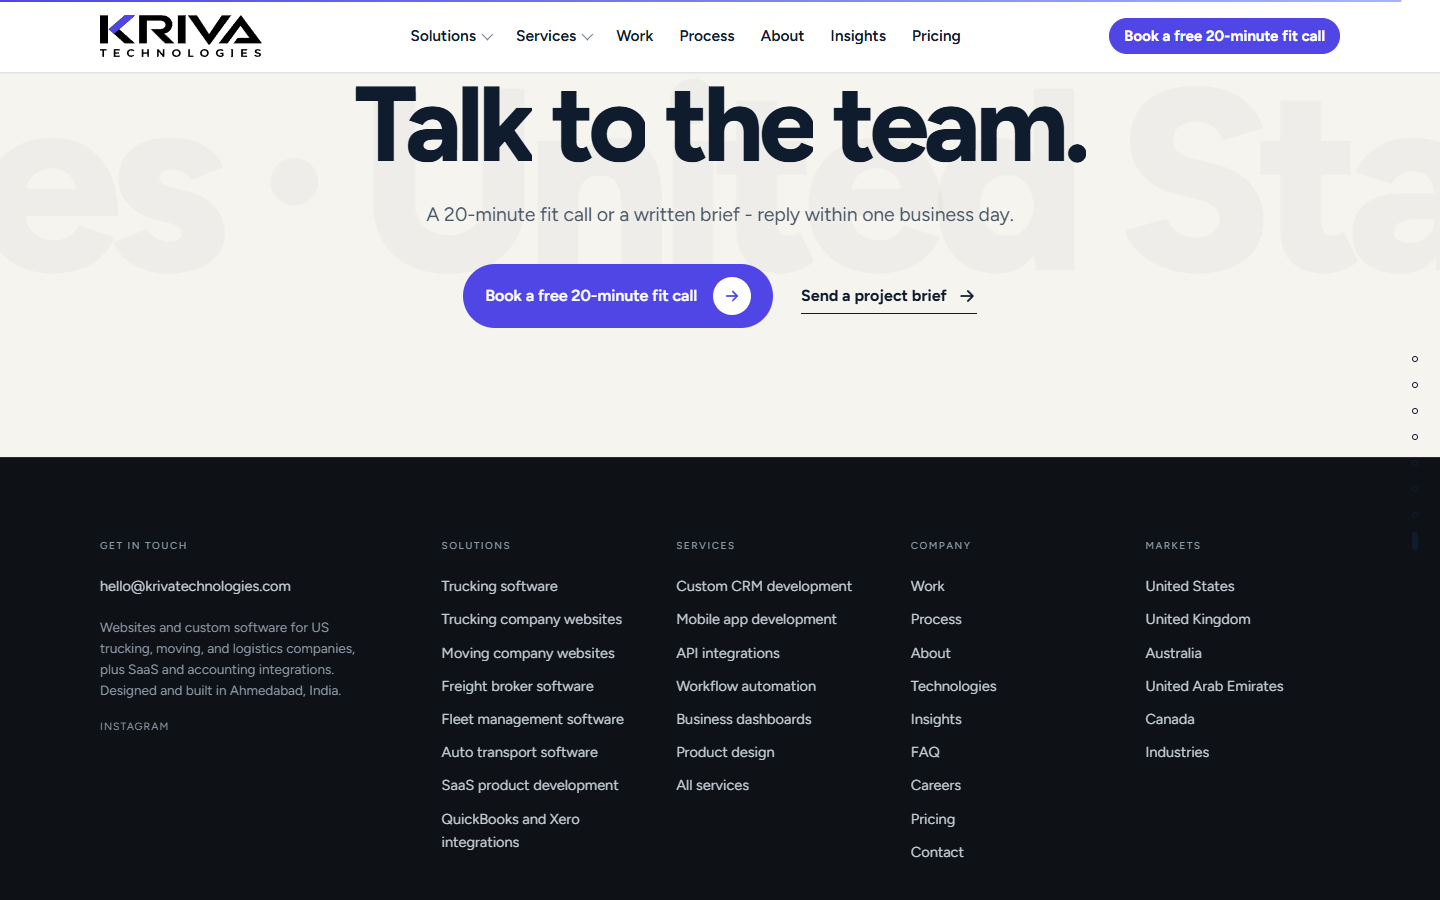 KRIVA
TECHNOLOGIES
Solutions
Services
Work
Process
About
Insights
Pricing
Book a free 20-minute fit call
es · United Sta
Talk to the team.
A 20-minute fit call or a written brief - reply within one business day.
Book a free 20-minute fit call
Send a project brief
GET IN TOUCH
hello@krivatechnologies.com
Websites and custom software for US
trucking, moving, and logistics companies,
plus SaaS and accounting integrations.
Designed and built in Ahmedabad, India.
INSTAGRAM
SOLUTIONS
Trucking software
Trucking company websites
Moving company websites
Freight broker software
Fleet management software
Auto transport software
SaaS product development
QuickBooks and Xero
integrations
SERVICES
Custom CRM development
Mobile app development
API integrations
Workflow automation
Business dashboards
Product design
All services
COMPANY
Work
Process
About
Technologies
Insights
FAQ
Careers
Pricing
Contact
MARKETS
United States
United Kingdom
Australia
United Arab Emirates
Canada
Industries